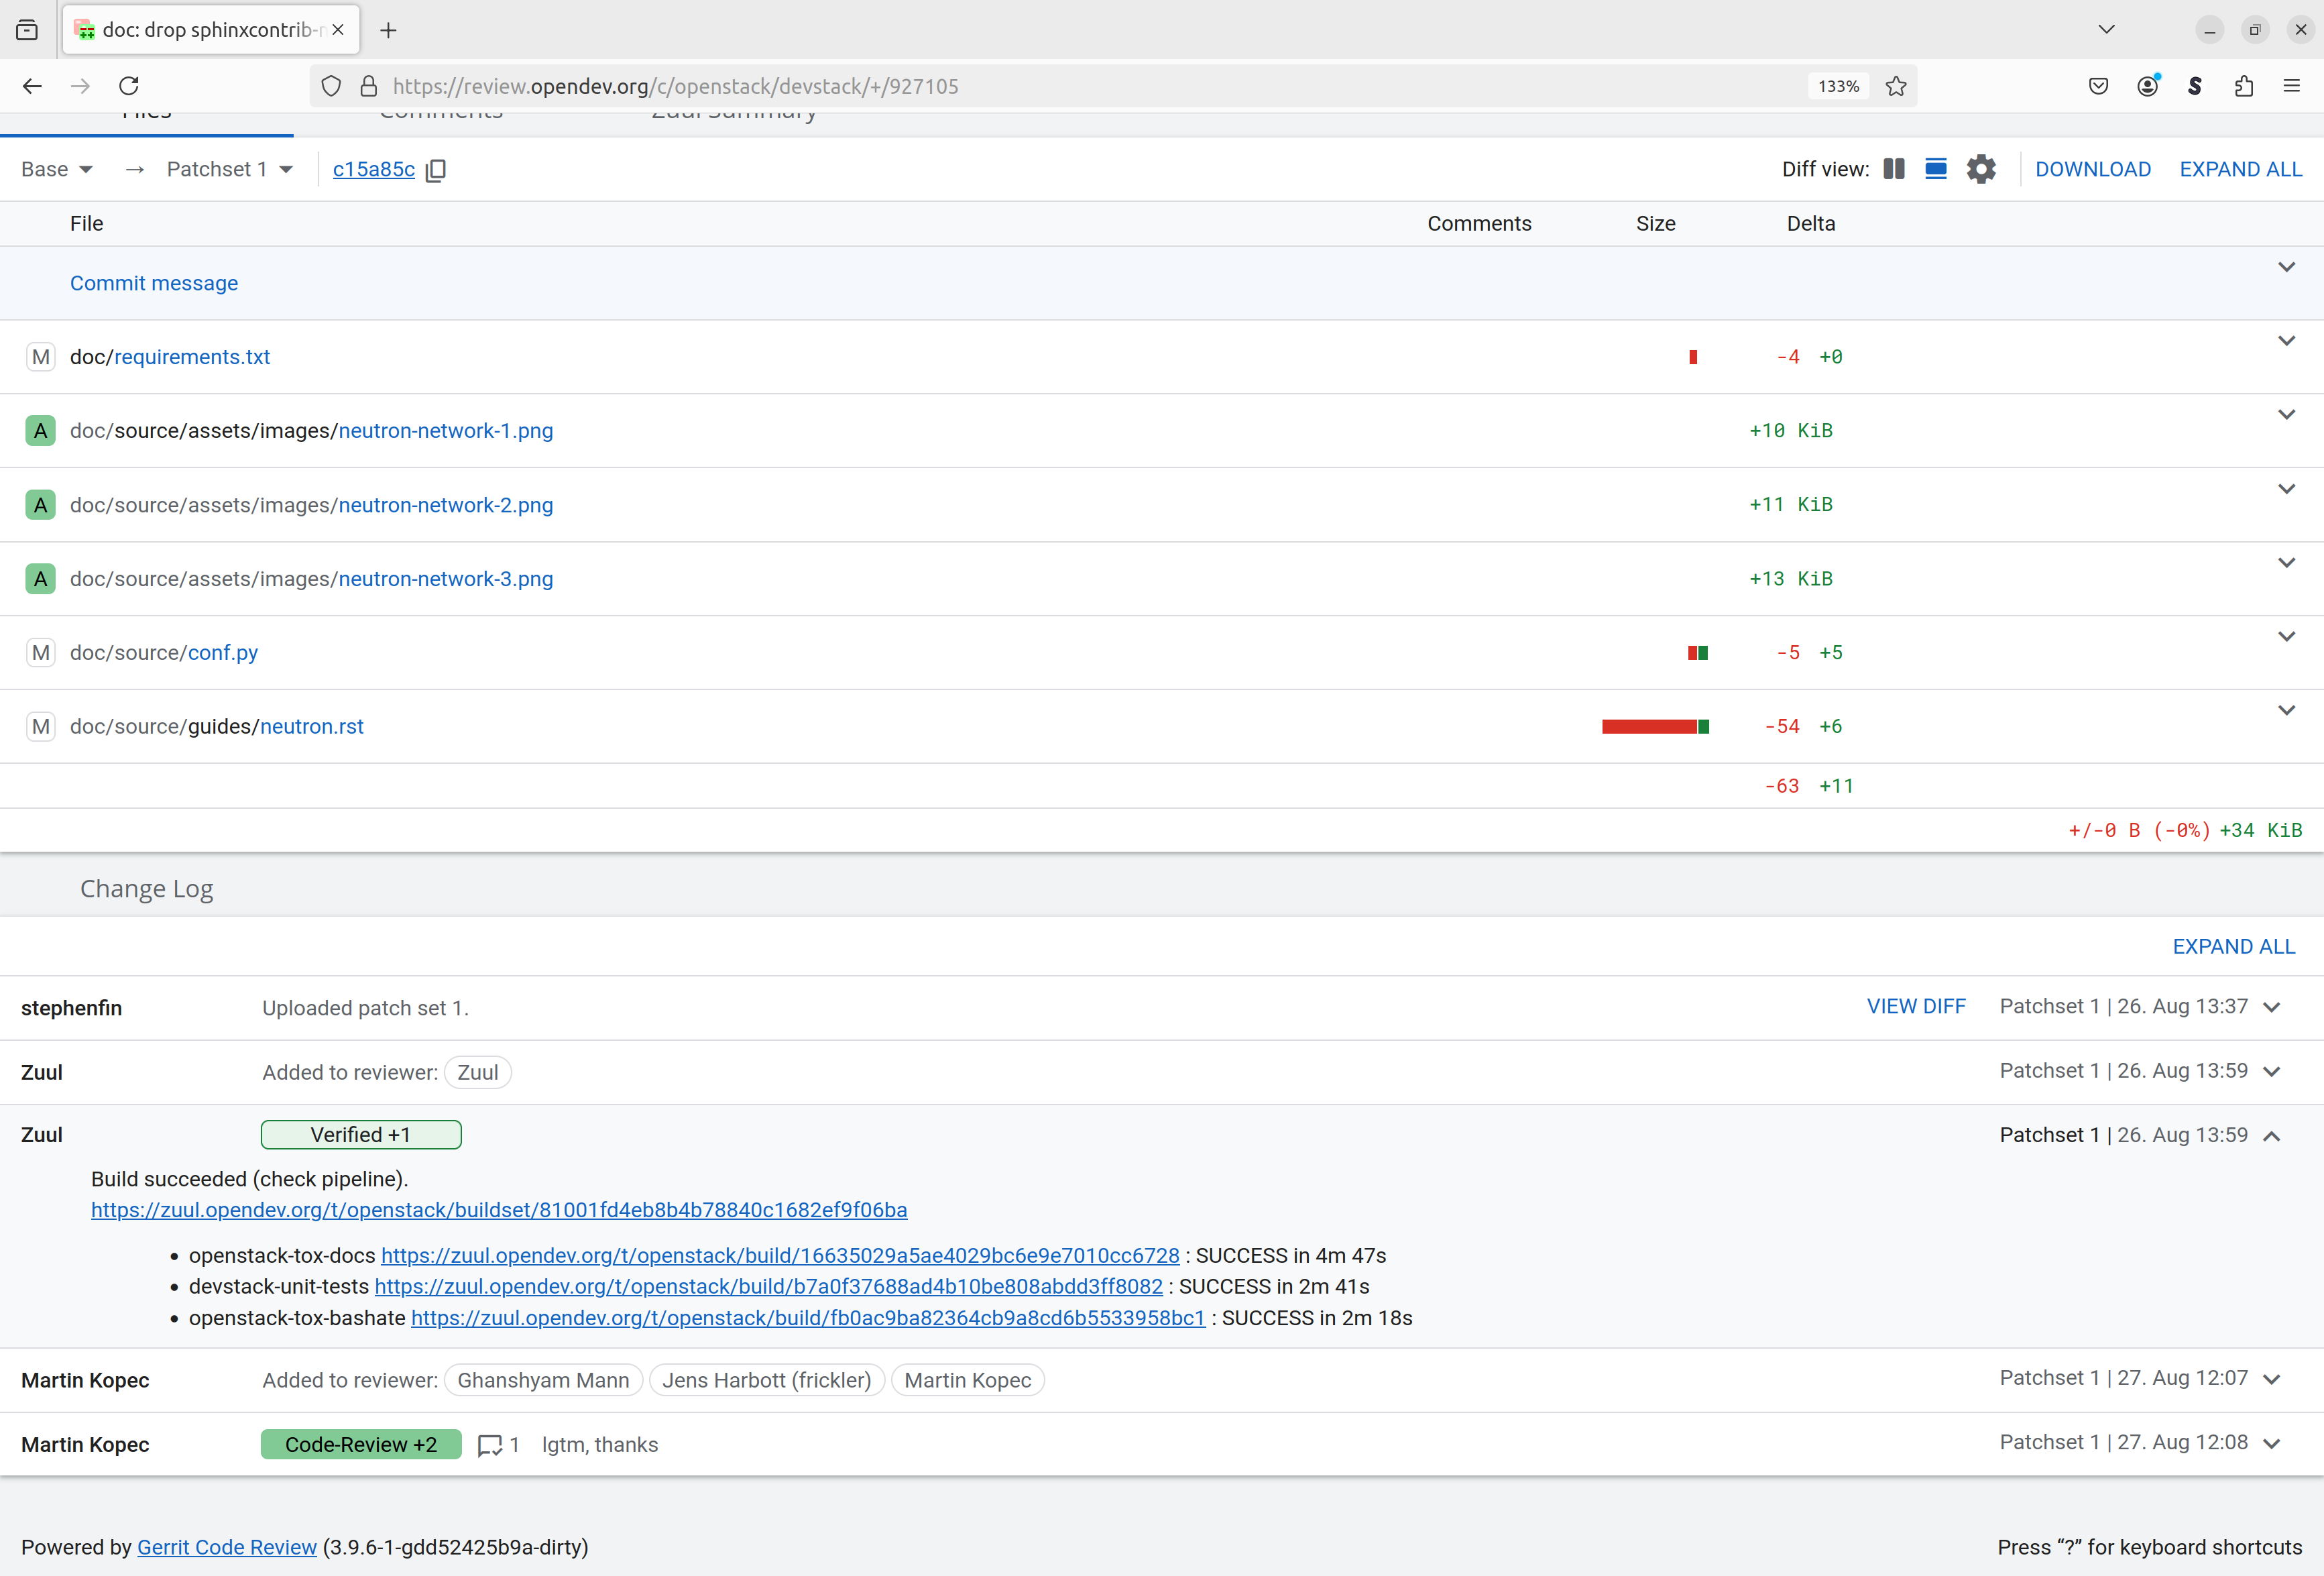 doc: drop sphinxcontrib-n
https://review.opendev.org/c/openstack/devstack/+/927105
133%
Files Comments Zuul Summary
Base → Patchset 1 c15a85c Diff view: DOWNLOAD EXPAND ALL
File Comments Size Delta
Commit message
M doc/requirements.txt -4 +0
A doc/source/assets/images/neutron-network-1.png +10 KiB
A doc/source/assets/images/neutron-network-2.png +11 KiB
A doc/source/assets/images/neutron-network-3.png +13 KiB
M doc/source/conf.py -5 +5
M doc/source/guides/neutron.rst -54 +6
-63 +11
+/-0 B (-0%) +34 KiB
Change Log
EXPAND ALL
stephenfin Uploaded patch set 1. VIEW DIFF Patchset 1 | 26. Aug 13:37
Zuul Added to reviewer: Zuul Patchset 1 | 26. Aug 13:59
Zuul Verified +1 Patchset 1 | 26. Aug 13:59
Build succeeded (check pipeline).
https://zuul.opendev.org/t/openstack/buildset/81001fd4eb8b4b78840c1682ef9f06ba
• openstack-tox-docs https://zuul.opendev.org/t/openstack/build/16635029a5ae4029bc6e9e7010cc6728 : SUCCESS in 4m 47s
• devstack-unit-tests https://zuul.opendev.org/t/openstack/build/b7a0f37688ad4b10be808abdd3ff8082 : SUCCESS in 2m 41s
• openstack-tox-bashate https://zuul.opendev.org/t/openstack/build/fb0ac9ba82364cb9a8cd6b5533958bc1 : SUCCESS in 2m 18s
Martin Kopec Added to reviewer: Ghanshyam Mann Jens Harbott (frickler) Martin Kopec Patchset 1 | 27. Aug 12:07
Martin Kopec Code-Review +2 1 lgtm, thanks Patchset 1 | 27. Aug 12:08
Powered by Gerrit Code Review (3.9.6-1-gdd52425b9a-dirty) Press “?” for keyboard shortcuts